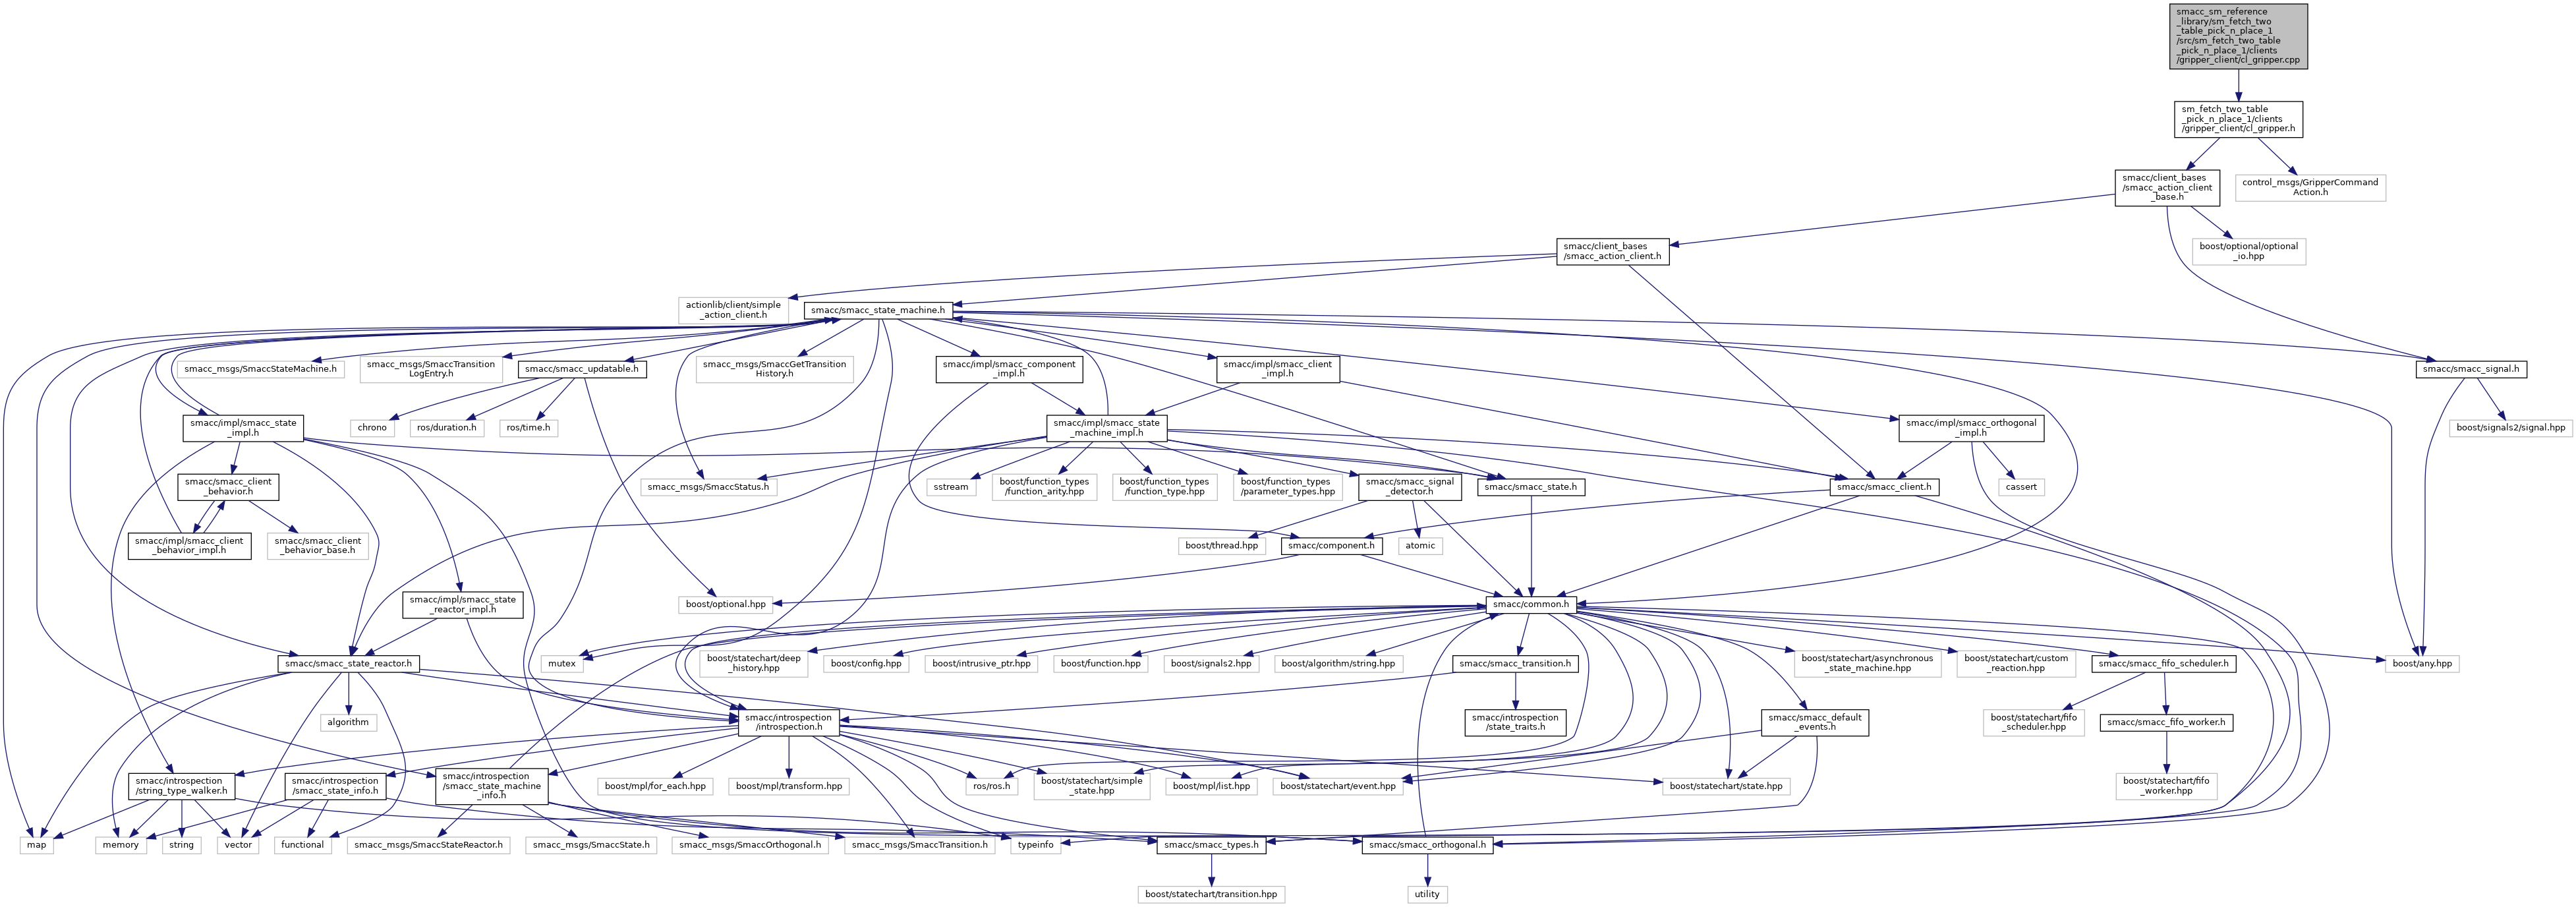 smacc_sm_reference
_library/sm_fetch_two
_table_pick_n_place_1
/src/sm_fetch_two_table
_pick_n_place_1/clients
/gripper_client/cl_gripper.cpp
sm_fetch_two_table
_pick_n_place_1/clients
/gripper_client/cl_gripper.h
smacc/client_bases
/smacc_action_client
_base.h
control_msgs/GripperCommand
Action.h
smacc/client_bases
/smacc_action_client.h
boost/optional/optional
_io.hpp
actionlib/client/simple
_action_client.h
smacc/smacc_state_machine.h
smacc_msgs/SmaccStateMachine.h
smacc_msgs/SmaccTransition
LogEntry.h
smacc/smacc_updatable.h
smacc_msgs/SmaccGetTransition
History.h
smacc/impl/smacc_component
_impl.h
smacc/impl/smacc_client
_impl.h
smacc/smacc_signal.h
smacc/impl/smacc_state
_impl.h
chrono
ros/duration.h
ros/time.h
smacc/impl/smacc_state
_machine_impl.h
smacc/impl/smacc_orthogonal
_impl.h
boost/signals2/signal.hpp
smacc/smacc_client
_behavior.h
smacc_msgs/SmaccStatus.h
sstream
boost/function_types
/function_arity.hpp
boost/function_types
/function_type.hpp
boost/function_types
/parameter_types.hpp
smacc/smacc_signal
_detector.h
smacc/smacc_state.h
smacc/smacc_client.h
cassert
smacc/impl/smacc_client
_behavior_impl.h
smacc/smacc_client
_behavior_base.h
boost/thread.hpp
smacc/component.h
atomic
smacc/impl/smacc_state
_reactor_impl.h
boost/optional.hpp
smacc/common.h
smacc/smacc_state_reactor.h
mutex
boost/statechart/deep
_history.hpp
boost/config.hpp
boost/intrusive_ptr.hpp
boost/function.hpp
boost/signals2.hpp
boost/algorithm/string.hpp
smacc/smacc_transition.h
boost/statechart/asynchronous
_state_machine.hpp
boost/statechart/custom
_reaction.hpp
smacc/smacc_fifo_scheduler.h
boost/any.hpp
algorithm
smacc/introspection
/introspection.h
smacc/introspection
/state_traits.h
smacc/smacc_default
_events.h
boost/statechart/fifo
_scheduler.hpp
smacc/smacc_fifo_worker.h
smacc/introspection
/string_type_walker.h
smacc/introspection
/smacc_state_info.h
smacc/introspection
/smacc_state_machine
_info.h
boost/mpl/for_each.hpp
boost/mpl/transform.hpp
ros/ros.h
boost/statechart/simple
_state.hpp
boost/mpl/list.hpp
boost/statechart/event.hpp
boost/statechart/state.hpp
boost/statechart/fifo
_worker.hpp
map
memory
string
vector
functional
smacc_msgs/SmaccStateReactor.h
smacc_msgs/SmaccState.h
smacc_msgs/SmaccOrthogonal.h
smacc_msgs/SmaccTransition.h
typeinfo
smacc/smacc_types.h
smacc/smacc_orthogonal.h
boost/statechart/transition.hpp
utility